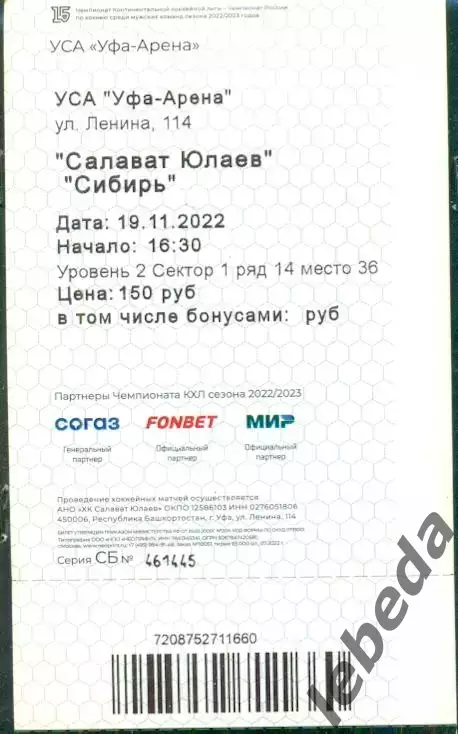 15 Чемпионат Континентальной хоккейной лиги – Чемпионат России
по хоккею среди мужских команд сезона 2022/2023 годов
УСА «Уфа-Арена»
УСА "Уфа-Арена"
ул. Ленина, 114
"Салават Юлаев"
"Сибирь"
Дата: 19.11.2022
Начало: 16:30
Уровень 2 Сектор 1 ряд 14 место 36
Цена: 150 руб
в том числе бонусами: руб
Партнеры Чемпионата КХЛ сезона 2022/2023
СОГАЗ FONBET МИР
Генеральный партнер Официальный партнер Официальный партнер
Проведение хоккейных матчей осуществляется:
АНО «ХК Салават Юлаев» ОКПО 12586103 ИНН 0276051806
450006, Республика Башкортостан, г. Уфа, ул. Ленина, 114
Серия СБ № 461445
7208752711660
lebeda